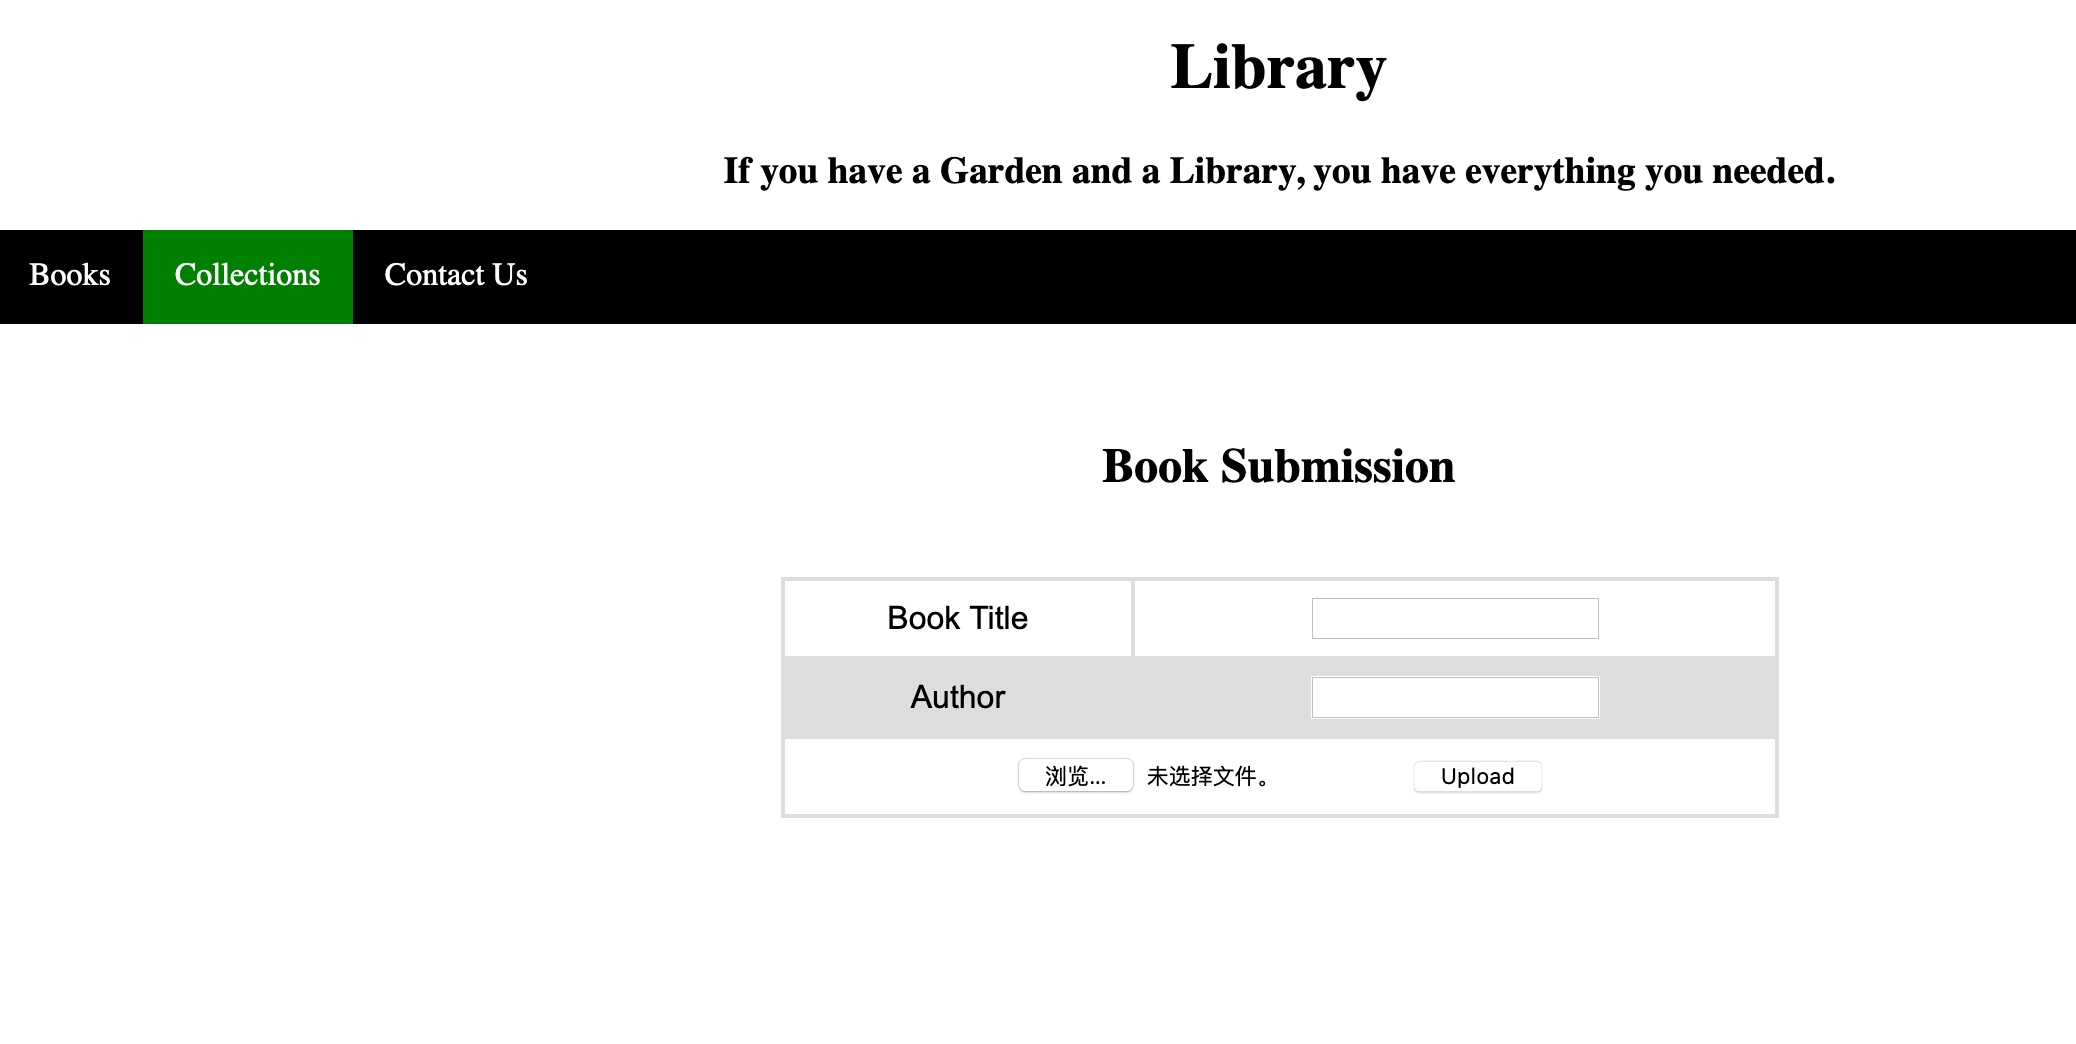 Library
If you have a Garden and a Library, you have everything you needed.
Books Collections Contact Us
Book Submission
Book Title
Author
浏览... 未选择文件。 Upload